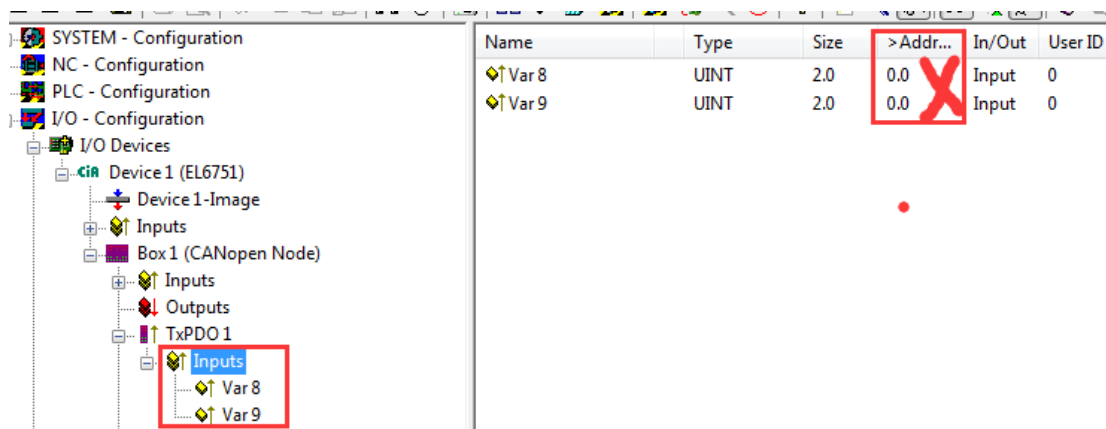 SYSTEM - Configuration
NC - Configuration
PLC - Configuration
I/O - Configuration
I/O Devices
CiA Device 1 (EL6751)
Device 1-Image
Inputs
Box 1 (CANopen Node)
Inputs
Outputs
TxPDO 1
Inputs
Var 8
Var 9
Name Type Size >Addr... In/Out User ID
Var 8 UINT 2.0 0.0 Input 0
Var 9 UINT 2.0 0.0 Input 0